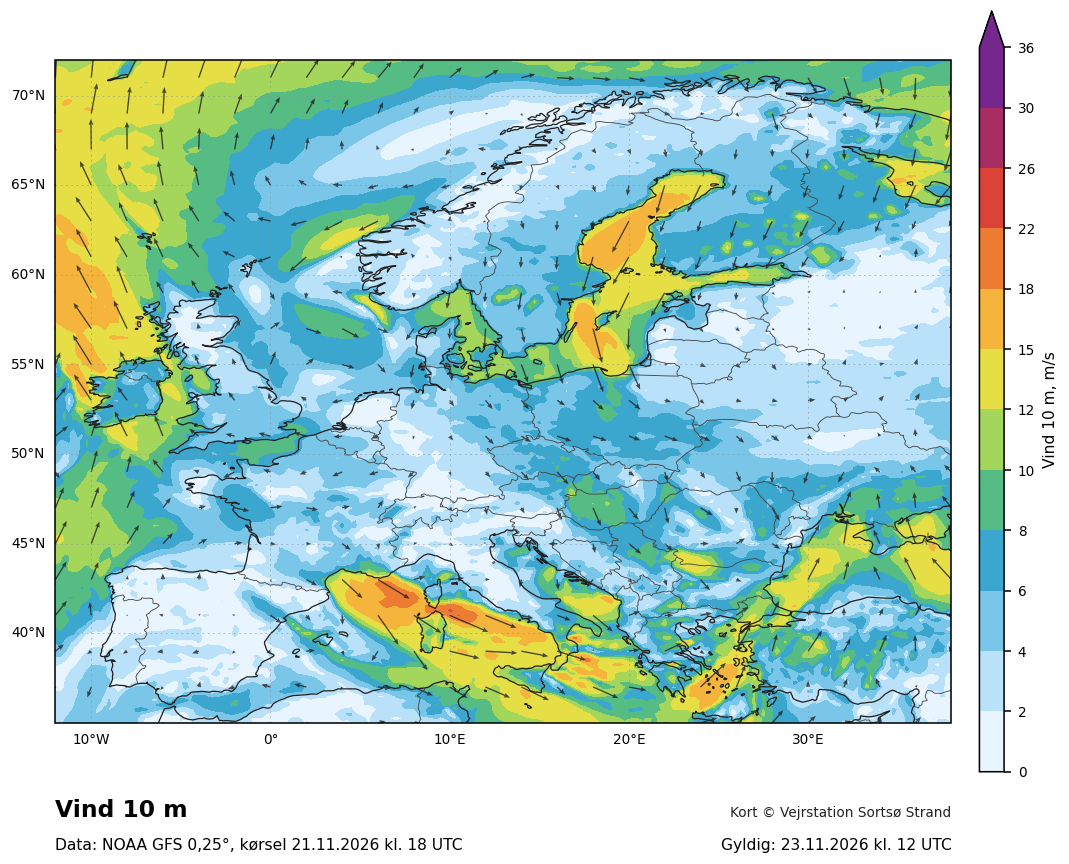 36
30
26
22
18
15
12
10
8
6
4
2
0
Vind 10 m, m/s
70°N
65°N
60°N
55°N
50°N
45°N
40°N
10°W
0°
10°E
20°E
30°E
Vind 10 m
Kort © Vejrstation Sortsø Strand
Data: NOAA GFS 0,25°, kørsel 21.11.2026 kl. 18 UTC
Gyldig: 23.11.2026 kl. 12 UTC